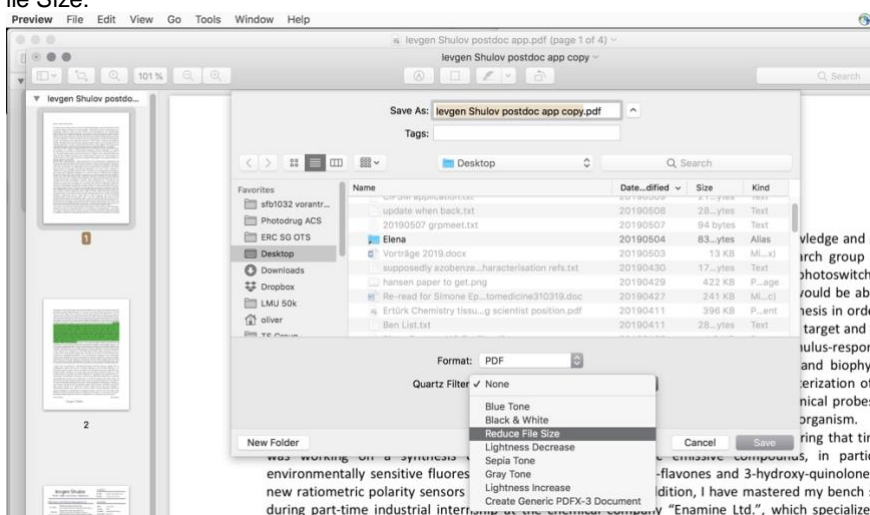 ile Size.
Preview File Edit View Go Tools Window Help
Ievgen Shulov postdoc app.pdf (page 1 of 4)
Ievgen Shulov postdoc app copy
101% Search
Ievgen Shulov postdo...
Save As: Ievgen Shulov postdoc app copy.pdf
Tags:
Desktop Search
Favorites
sfb1032 vorantr...
Photodrug ACS
ERC SG OTS
Desktop
Downloads
Dropbox
LMU 50k
oliver
Name Date...dified Size Kind
update when back.txt 20190508 28...ytes Text
20190507 grpmeet.txt 20190507 94 bytes Text
Elena 20190504 83...ytes Alias
Vorträge 2019.docx 20190503 13 KB Mi...x)
supposedly azobenze...haracterisation refs.txt 20190430 17...ytes Text
hansen paper to get.png 20190429 422 KB P...age
Re-read for Simone Ep...tomedicine310319.doc 20190427 241 KB Mi...c)
Ertürk Chemistry tissu...g scientist position.pdf 20190411 396 KB P...ent
Ben List.txt 20190411 28...ytes Text
Format: PDF
Quartz Filter ✓ None
Blue Tone
Black & White
Reduce File Size
Lightness Decrease
Sepia Tone
Gray Tone
Lightness Increase
Create Generic PDFX-3 Document
New Folder Cancel Save
1
2
vledge and
arch group
photoswitch
would be ab
nesis in orde
target and
ulus-respor
and biophy
terization of
nical probes
organism.
ring that tir
was working on a synthesis emissive compounds, in partic
environmentally sensitive fluores -flavones and 3-hydroxy-quinolone
new ratiometric polarity sensors ddition, I have mastered my bench
during part-time industrial internship at the chemical company "Enamine Ltd.", which specialize